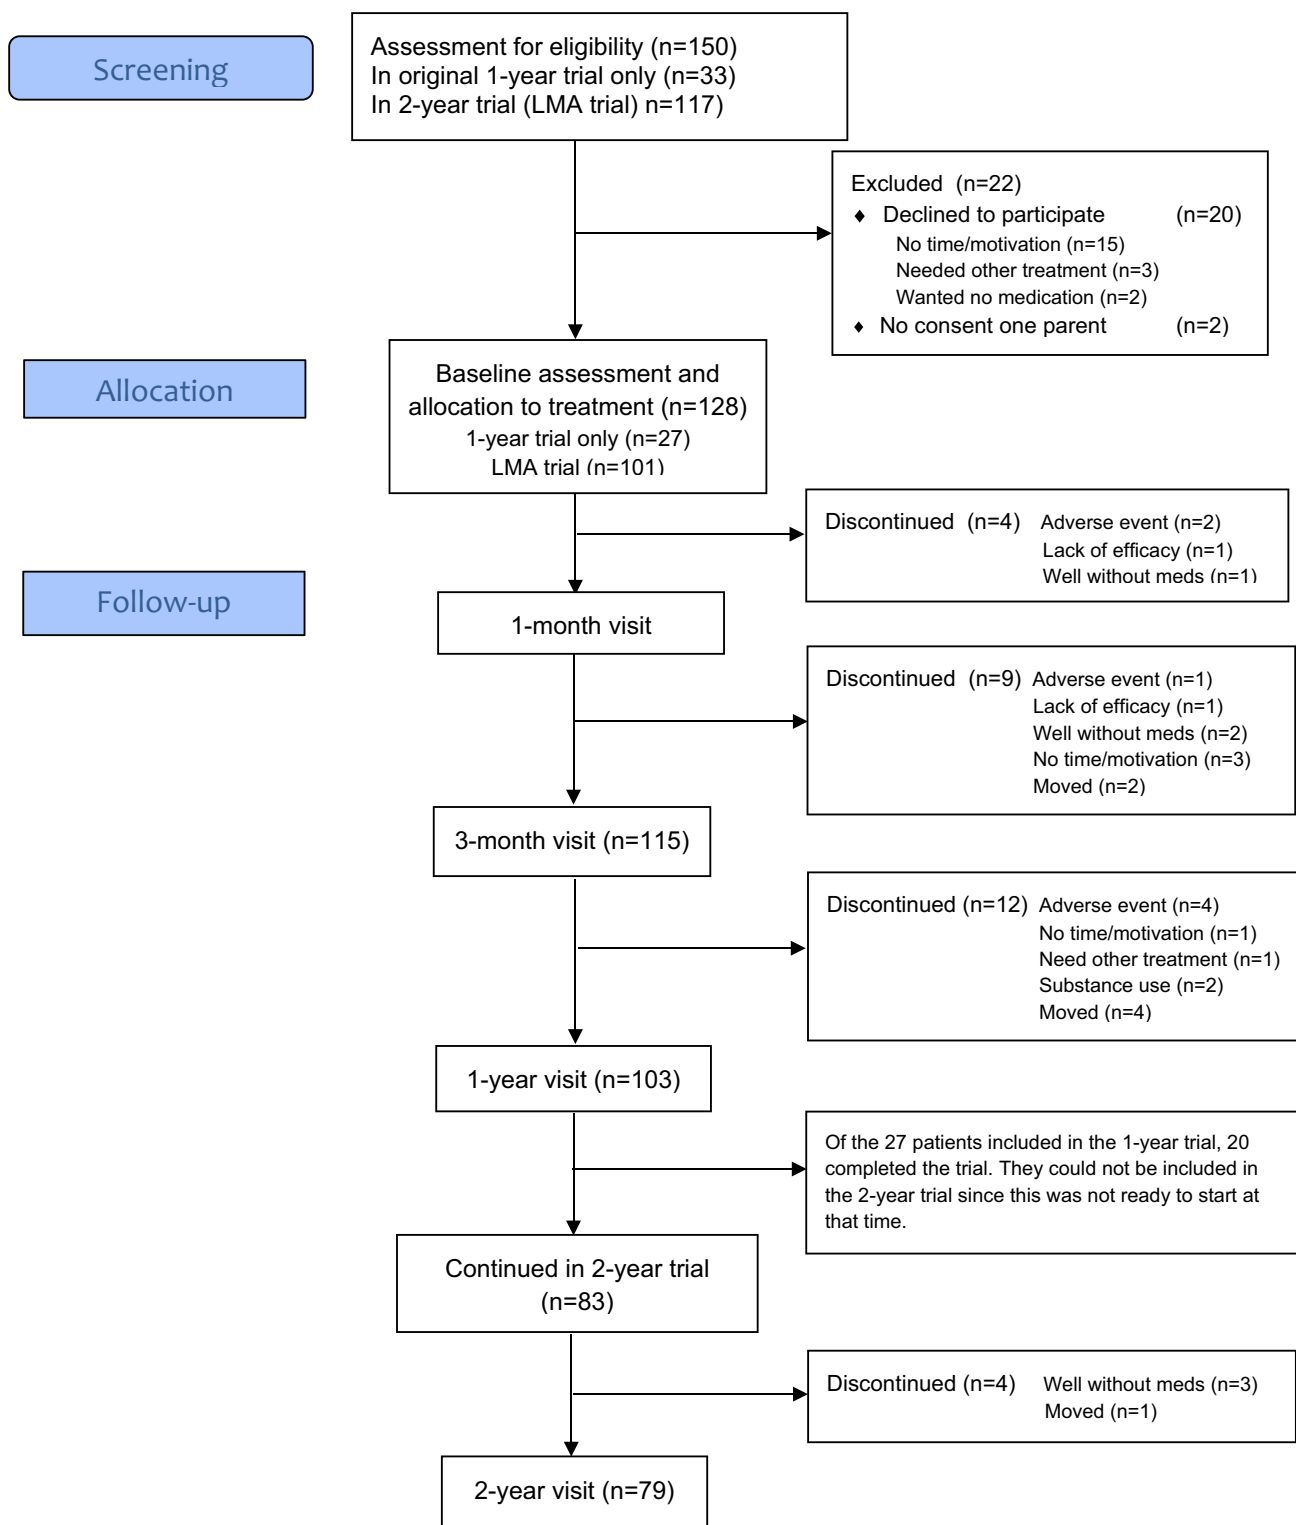 Screening
Assessment for eligibility (n=150)
In original 1-year trial only (n=33)
In 2-year trial (LMA trial) n=117)
Excluded (n=22)
♦ Declined to participate (n=20)
No time/motivation (n=15)
Needed other treatment (n=3)
Wanted no medication (n=2)
♦ No consent one parent (n=2)
Allocation
Baseline assessment and
allocation to treatment (n=128)
1-year trial only (n=27)
LMA trial (n=101)
Discontinued (n=4) Adverse event (n=2)
Lack of efficacy (n=1)
Well without meds (n=1)
Follow-up
1-month visit
Discontinued (n=9) Adverse event (n=1)
Lack of efficacy (n=1)
Well without meds (n=2)
No time/motivation (n=3)
Moved (n=2)
3-month visit (n=115)
Discontinued (n=12) Adverse event (n=4)
No time/motivation (n=1)
Need other treatment (n=1)
Substance use (n=2)
Moved (n=4)
1-year visit (n=103)
Of the 27 patients included in the 1-year trial, 20
completed the trial. They could not be included in
the 2-year trial since this was not ready to start at
that time.
Continued in 2-year trial
(n=83)
Discontinued (n=4) Well without meds (n=3)
Moved (n=1)
2-year visit (n=79)